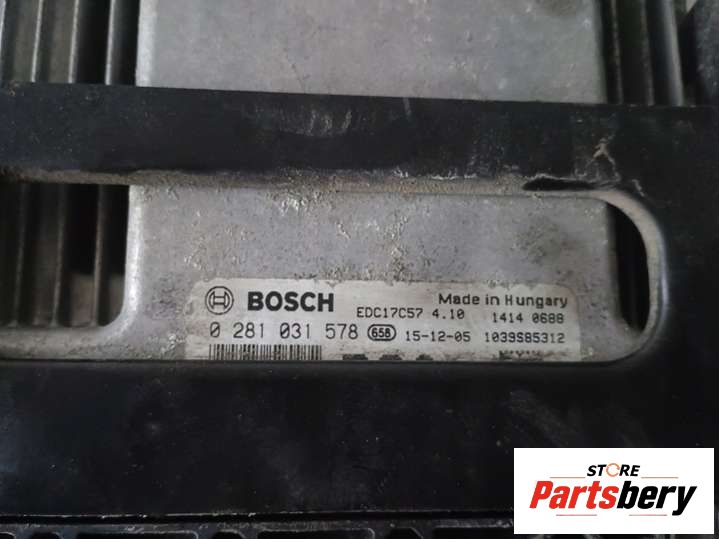 BOSCH EDC17C57 4.10 Made in Hungary 1414 0688
0 281 031 578 658 15-12-05 1039S85312
STORE
Partsbery